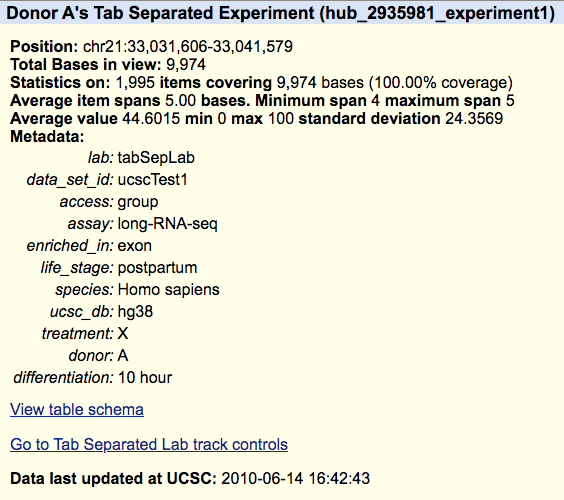 Donor A's Tab Separated Experiment (hub_2935981_experiment1)
Position: chr21:33,031,606-33,041,579
Total Bases in view: 9,974
Statistics on: 1,995 items covering 9,974 bases (100.00% coverage)
Average item spans 5.00 bases. Minimum span 4 maximum span 5
Average value 44.6015 min 0 max 100 standard deviation 24.3569
Metadata:
lab: tabSepLab
data_set_id: ucscTest1
access: group
assay: long-RNA-seq
enriched_in: exon
life_stage: postpartum
species: Homo sapiens
ucsc_db: hg38
treatment: X
donor: A
differentiation: 10 hour
View table schema
Go to Tab Separated Lab track controls
Data last updated at UCSC: 2010-06-14 16:42:43